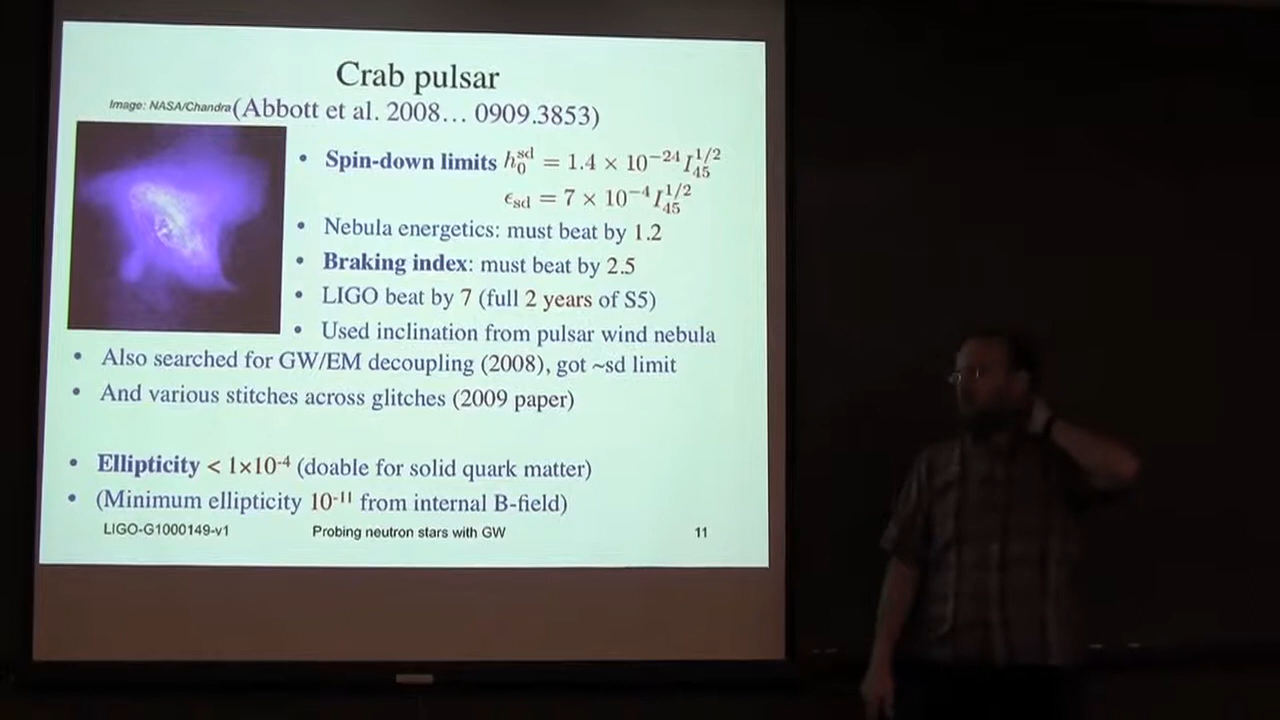 Crab pulsar
Image: NASA/Chandra (Abbott et al. 2008… 0909.3853)
• Spin-down limits h₀ˢᵈ = 1.4 × 10⁻²⁴ I₄₅^1/2
ϵsd = 7 × 10⁻⁴ I₄₅^1/2
• Nebula energetics: must beat by 1.2
• Braking index: must beat by 2.5
• LIGO beat by 7 (full 2 years of S5)
• Used inclination from pulsar wind nebula
• Also searched for GW/EM decoupling (2008), got ~sd limit
• And various stitches across glitches (2009 paper)
• Ellipticity < 1×10⁻⁴ (doable for solid quark matter)
• (Minimum ellipticity 10⁻¹¹ from internal B-field)
LIGO-G1000149-v1 Probing neutron stars with GW 11